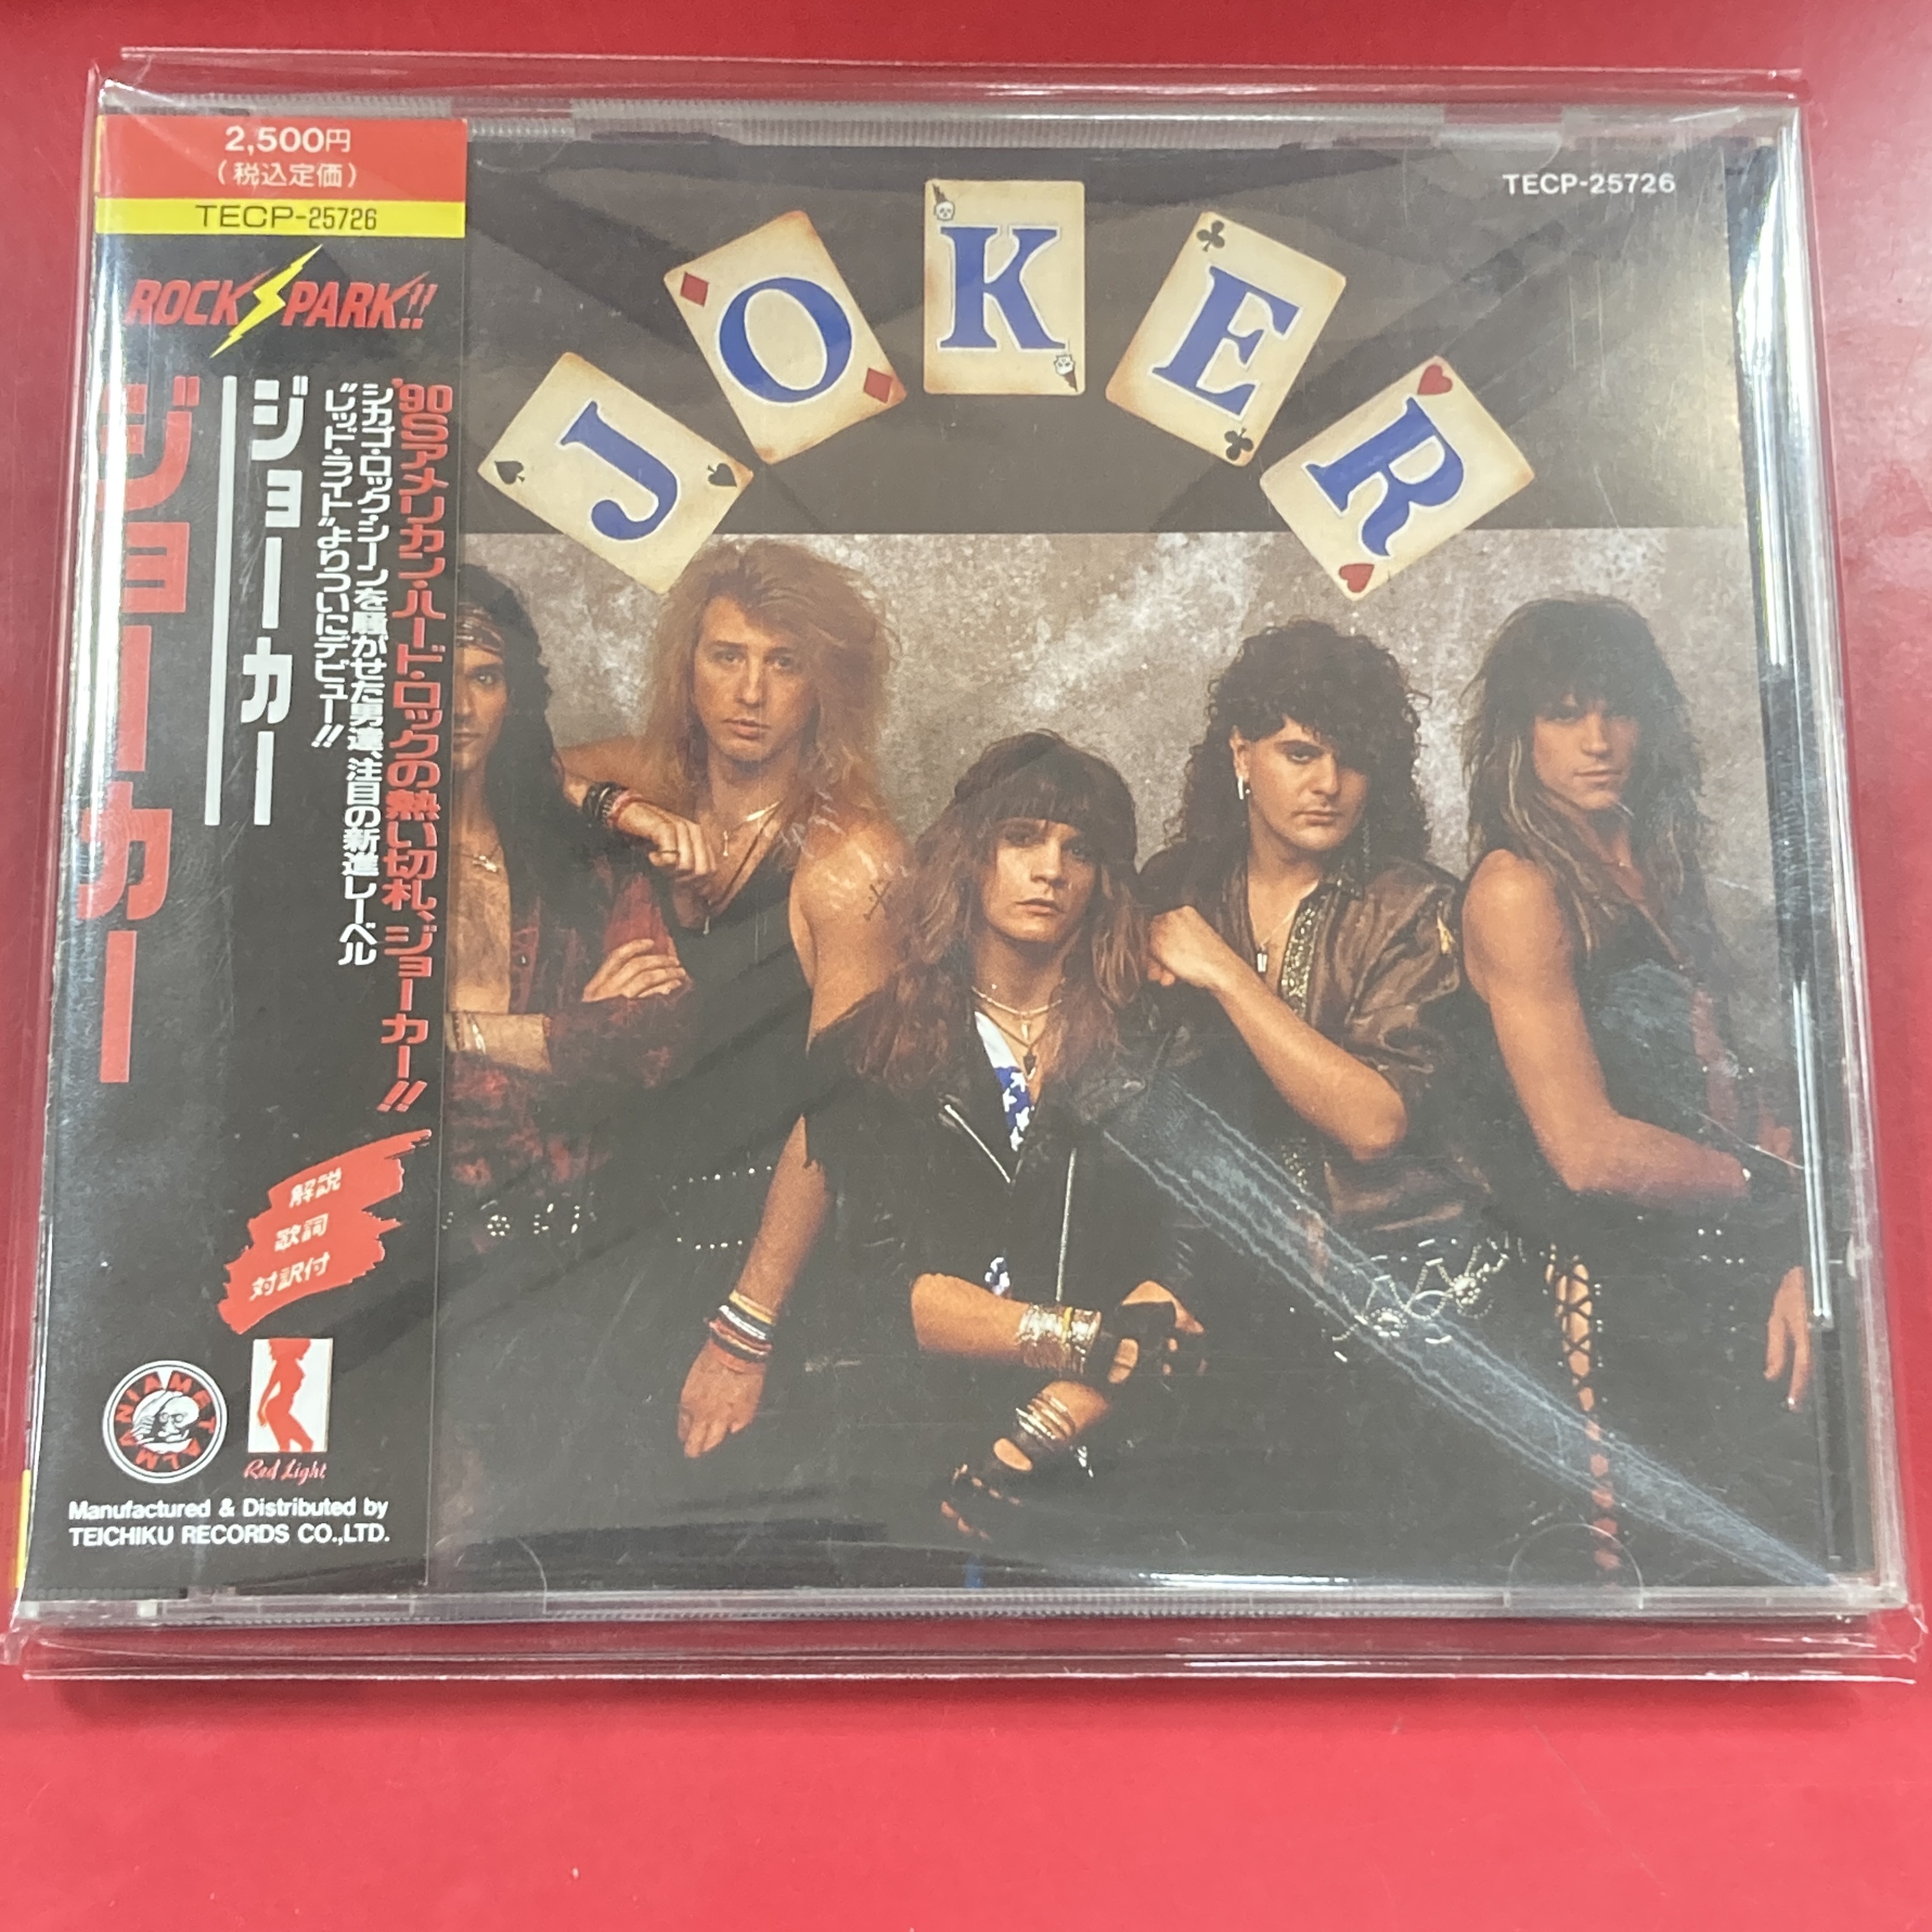 2,500円
(税込定価)
TECP-25726
ROCK PARK!!
ジョーカー
ジョーカー
'90Sアメリカン・ハード・ロックの熱い切札、ジョーカー!!
シカゴ・ロック・シーンを騒がせた男達、注目の新進レーベル
“レッド・ライト”よりついにデビュー!!
解説
歌詞
対訳付
METALMANIA
Red Light
Manufactured & Distributed by
TEICHIKU RECORDS CO.,LTD.
TECP-25726
JOKER